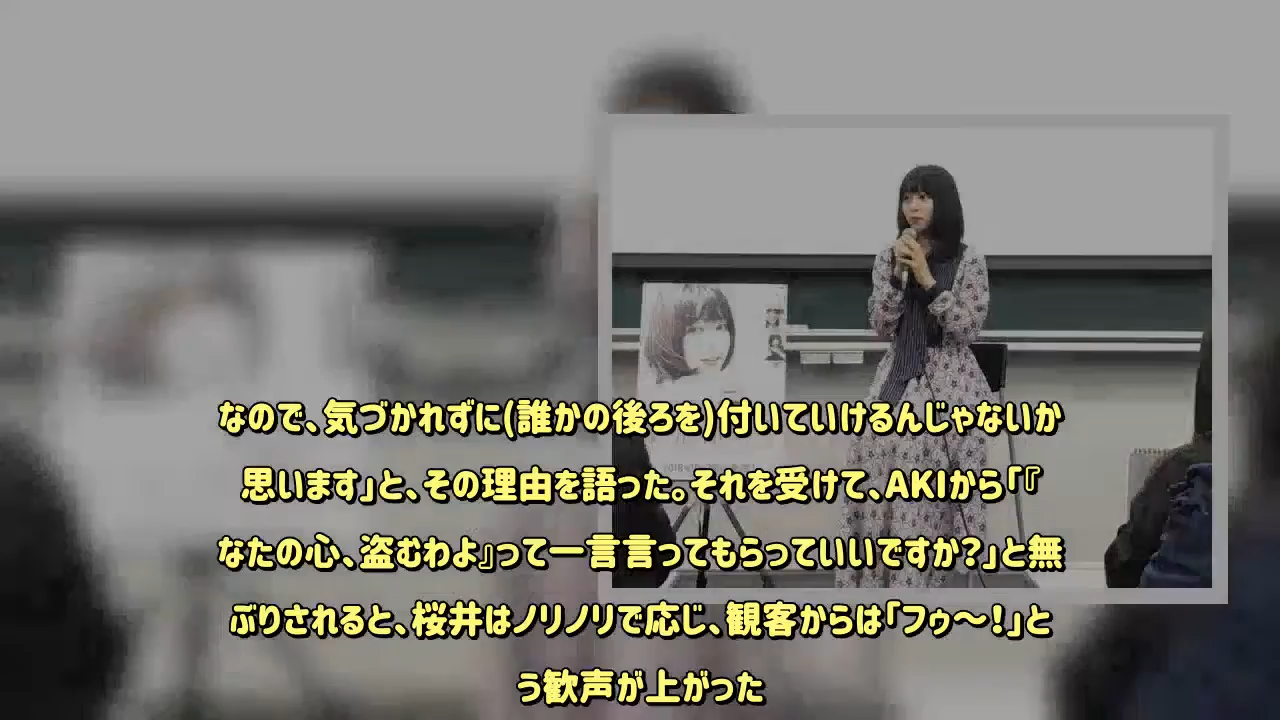 なので、気づかれずに(誰かの後ろを)付いていけるんじゃないか
思います」と、その理由を語った。それを受けて、AKIから「『
なたの心、盗むわよ』って一言言ってもらっていいですか?」と無
ぶりされると、桜井はノリノリで応じ、観客からは「フゥ〜!」と
う歓声が上がった